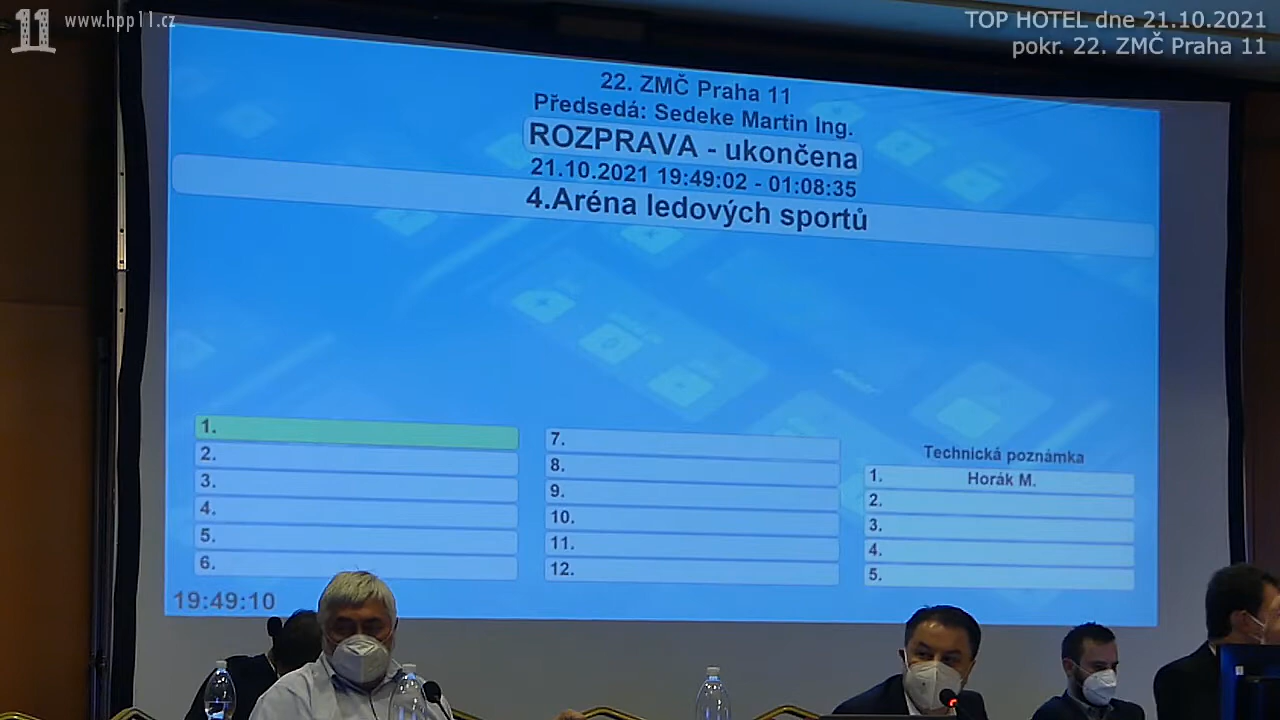 11 www.hpp11.cz
TOP HOTEL dne 21.10.2021
pokr. 22. ZMČ Praha 11
22. ZMČ Praha 11
Předsedá: Sedeke Martin Ing.
ROZPRAVA - ukončena
21.10.2021 19:49:02 - 01:08:35
4.Aréna ledových sportů
1.
2.
3.
4.
5.
6.
7.
8.
9.
10.
11.
12.
Technická poznámka
1. Horák M.
2.
3.
4.
5.
19:49:10